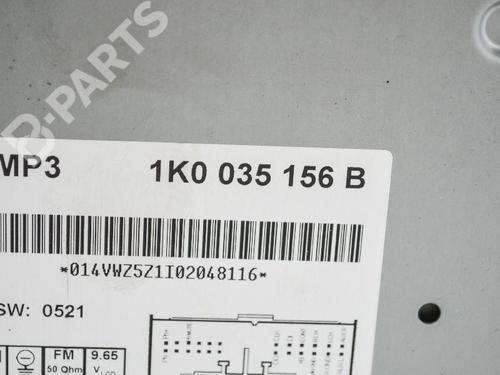 B-PARTS
MP3 1K0 035 156 B
*014VWZ5Z1I02048116*
SW: 0521
FM 9.65
50 Ohm V